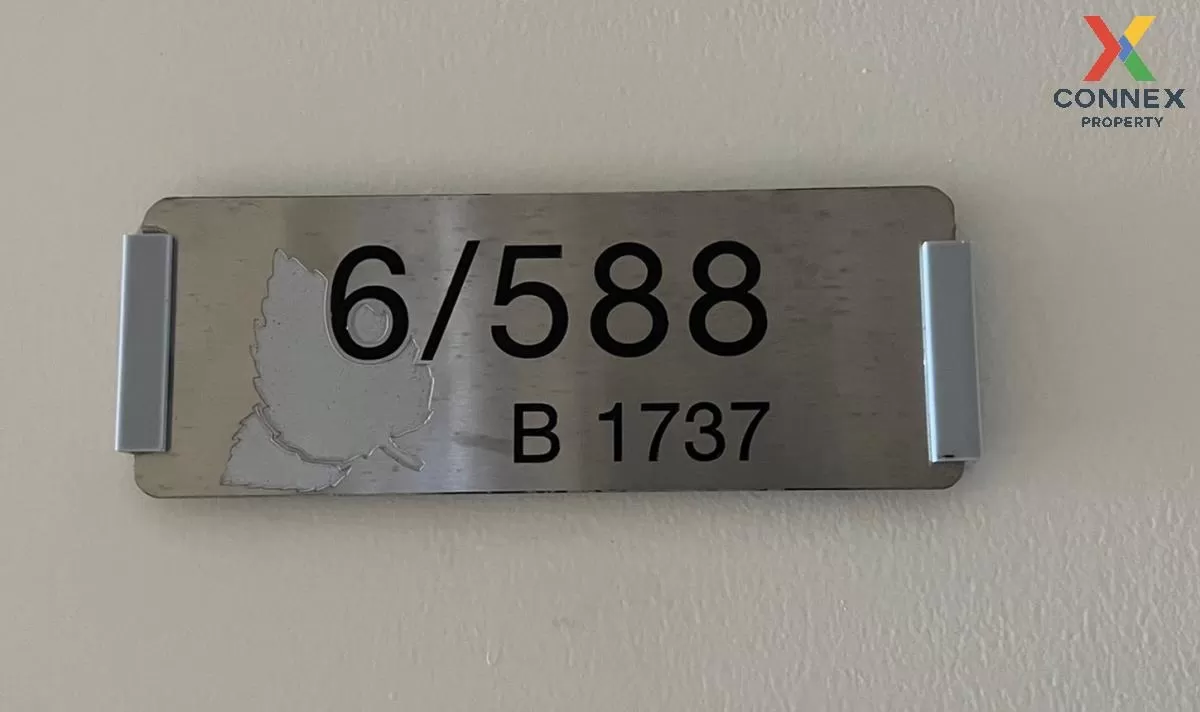 CONNEX
PROPERTY
6/588
B 1737